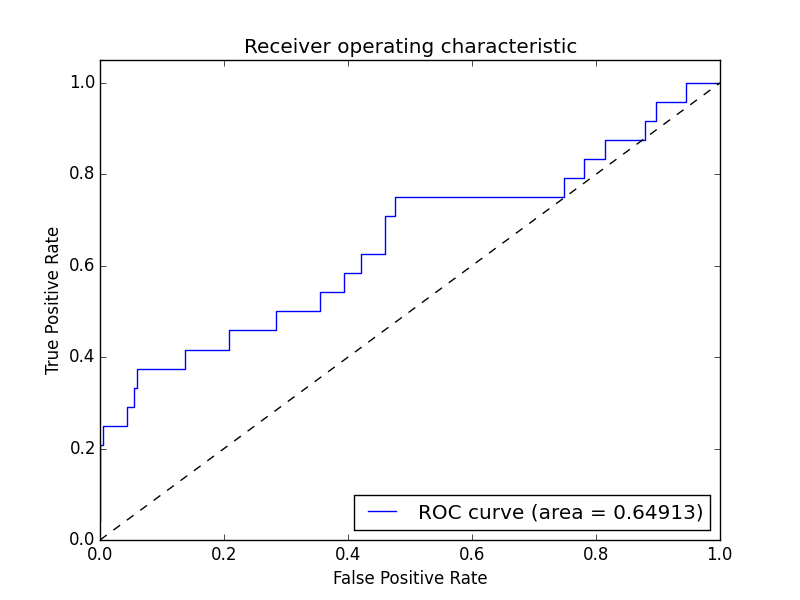 Receiver operating characteristic
True Positive Rate
1.0
0.8
0.6
0.4
0.2
0.0
ROC curve (area = 0.64913)
0.0 0.2 0.4 0.6 0.8 1.0
False Positive Rate